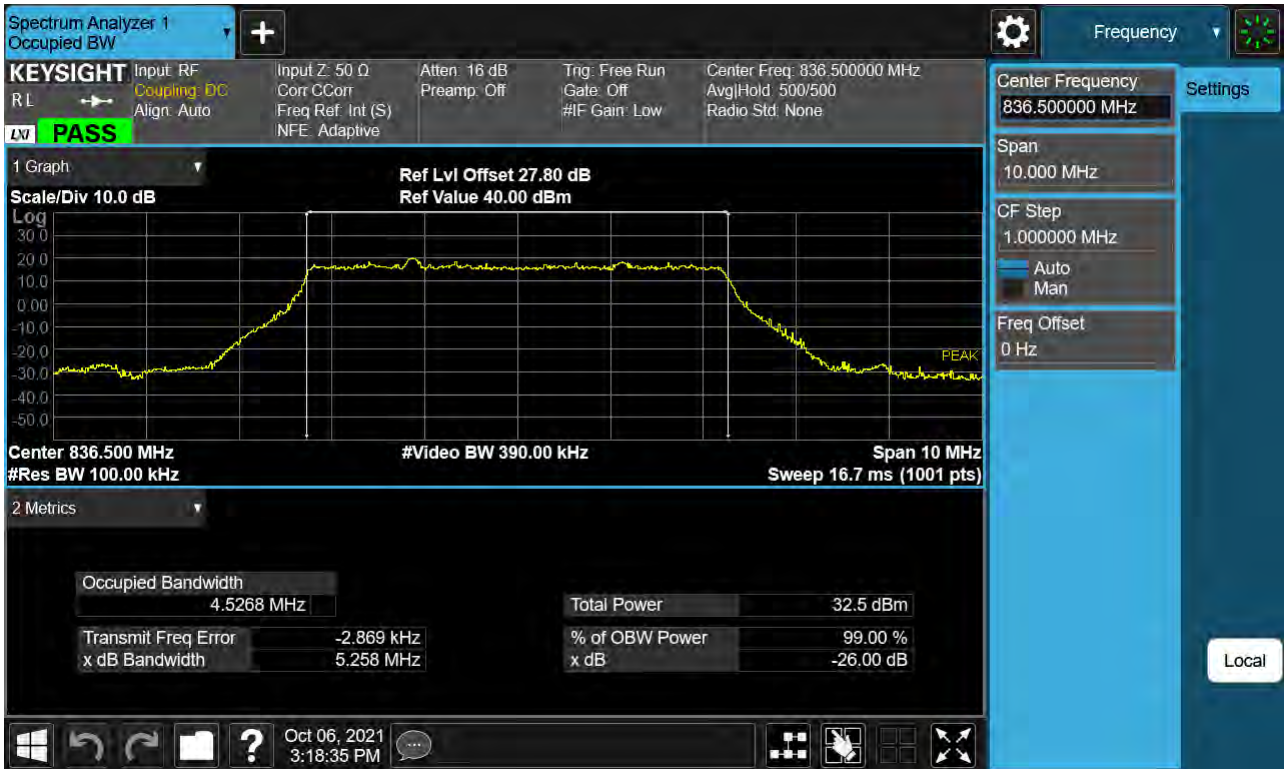 Spectrum Analyzer 1
Occupied BW
+
Frequency
KEYSIGHT
R L
LXI
PASS
Input: RF
Coupling: DC
Align: Auto
Input Z: 50 Ω
Corr CCorr
Freq Ref: Int (S)
NFE: Adaptive
Atten: 16 dB
Preamp: Off
Trig: Free Run
Gate: Off
#IF Gain: Low
Center Freq: 836.500000 MHz
Avg|Hold: 500/500
Radio Std: None
Center Frequency
836.500000 MHz
Settings
Span
10.000 MHz
CF Step
1.000000 MHz
Auto
Man
Freq Offset
0 Hz
Local
1 Graph
Ref Lvl Offset 27.80 dB
Scale/Div 10.0 dB
Ref Value 40.00 dBm
Log
30.0
20.0
10.0
0.00
-10.0
-20.0
-30.0
-40.0
-50.0
PEAK
Center 836.500 MHz
#Video BW 390.00 kHz
Span 10 MHz
#Res BW 100.00 kHz
Sweep 16.7 ms (1001 pts)
2 Metrics
Occupied Bandwidth
4.5268 MHz
Total Power 32.5 dBm
Transmit Freq Error -2.869 kHz
% of OBW Power 99.00 %
x dB Bandwidth 5.258 MHz
x dB -26.00 dB
?
Oct 06, 2021
3:18:35 PM